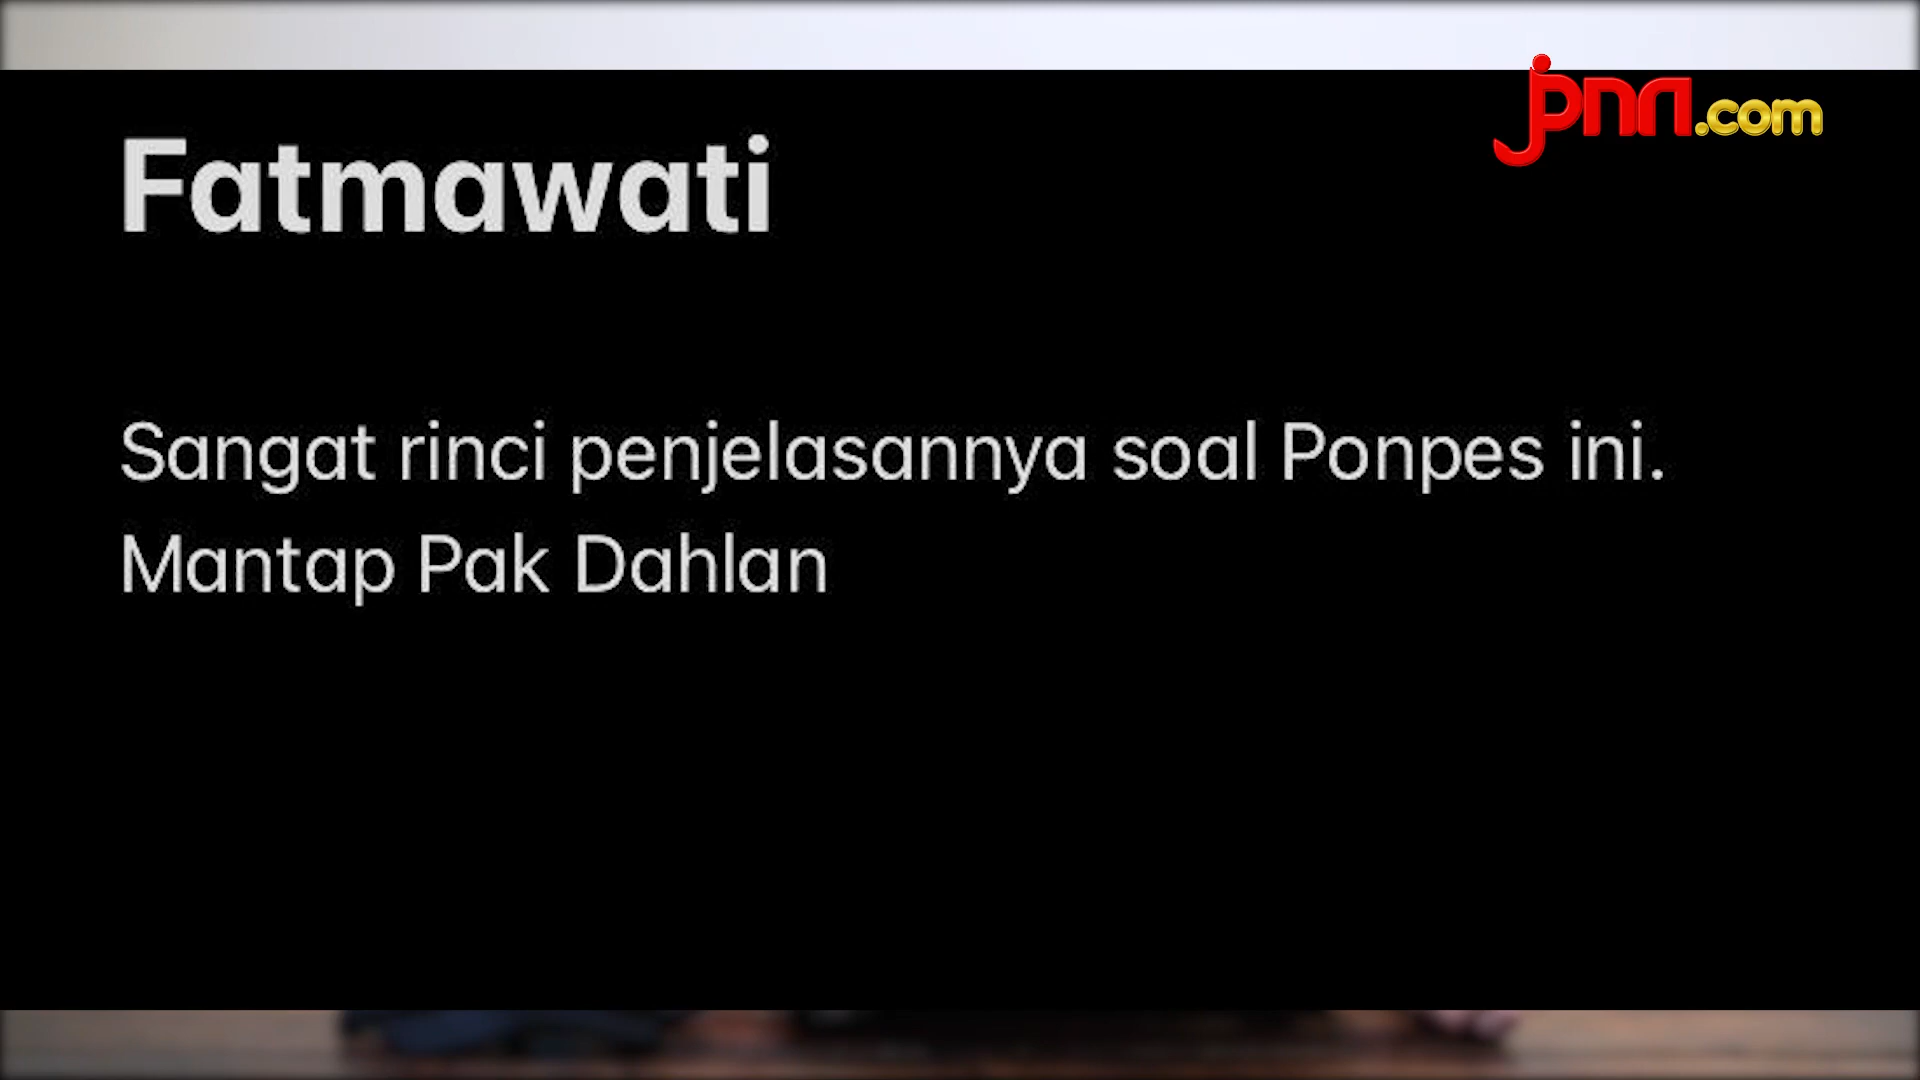 jpnn.com
Fatmawati
Sangat rinci penjelasannya soal Ponpes ini.
Mantap Pak Dahlan